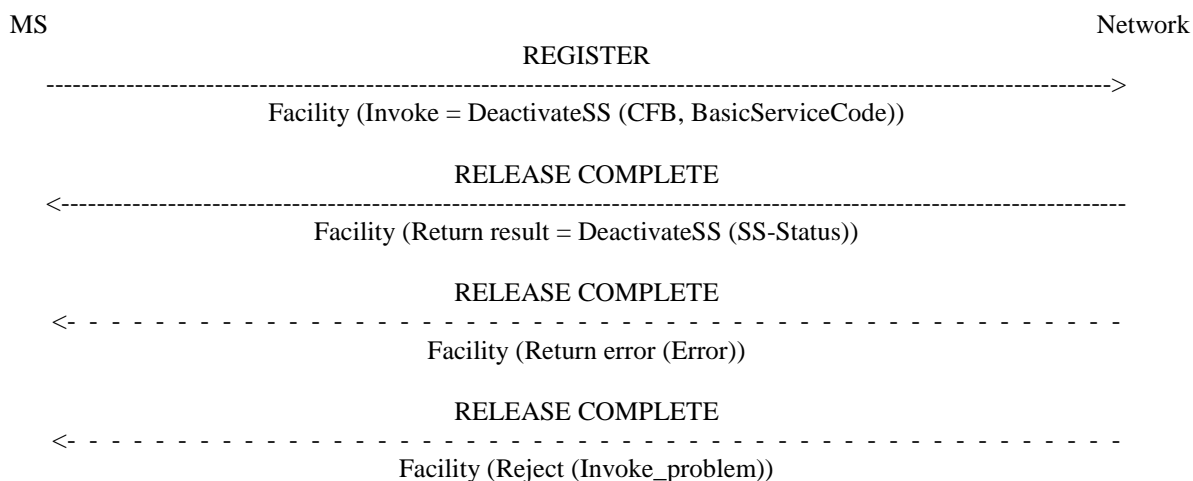 MS Network
REGISTER
Facility (Invoke = DeactivateSS (CFB, BasicServiceCode))
RELEASE COMPLETE
Facility (Return result = DeactivateSS (SS-Status))
RELEASE COMPLETE
Facility (Return error (Error))
RELEASE COMPLETE
Facility (Reject (Invoke_problem))